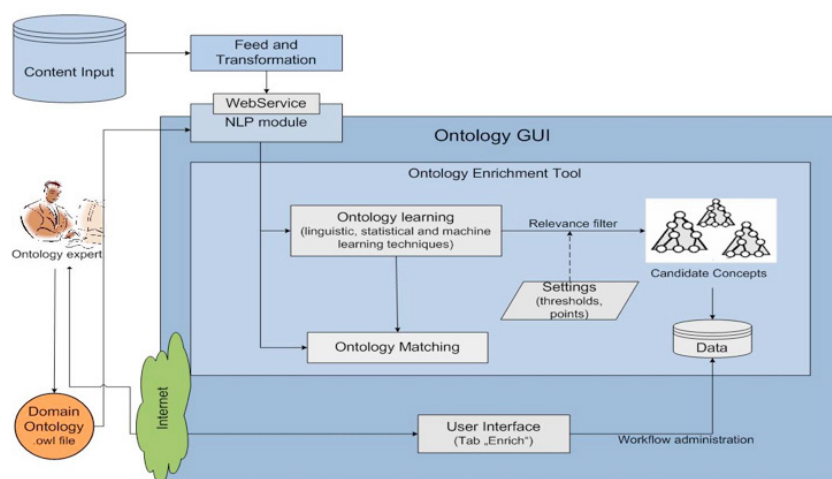 Content Input
Feed and
Transformation
WebService
NLP module
Ontology GUI
Ontology Enrichment Tool
Ontology learning
(linguistic, statistical and machine
learning techniques)
Relevance filter
Candidate Concepts
Settings
(thresholds,
points)
Ontology expert
Ontology Matching
Data
Internet
Domain
Ontology
.owl file
User Interface
(Tab „Enrich“)
Workflow administration